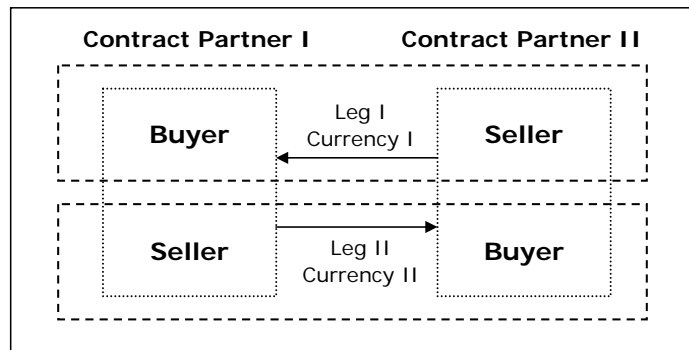 Contract Partner I
Contract Partner II
Buyer
Leg I
Currency I
Seller
Seller
Leg II
Currency II
Buyer